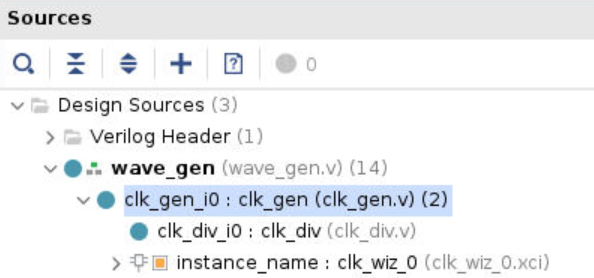 Sources
0
Design Sources (3)
Verilog Header (1)
wave_gen (wave_gen.v) (14)
clk_gen_i0 : clk_gen (clk_gen.v) (2)
clk_div_i0 : clk_div (clk_div.v)
instance_name : clk_wiz_0 (clk_wiz_0.xci)